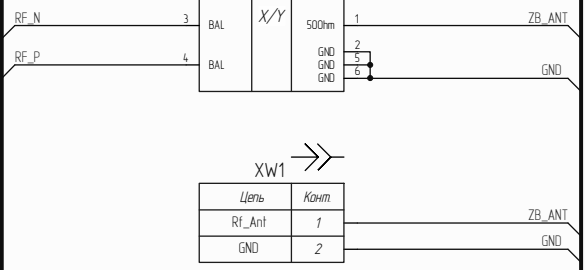 RF_N 3 BAL X/Y 50Ohm 1 ZB_ANT
GND 2
RF_P 4 BAL GND 5
GND 6 GND
XW1
Цепь Конт.
Rf_Ant 1 ZB_ANT
GND 2 GND